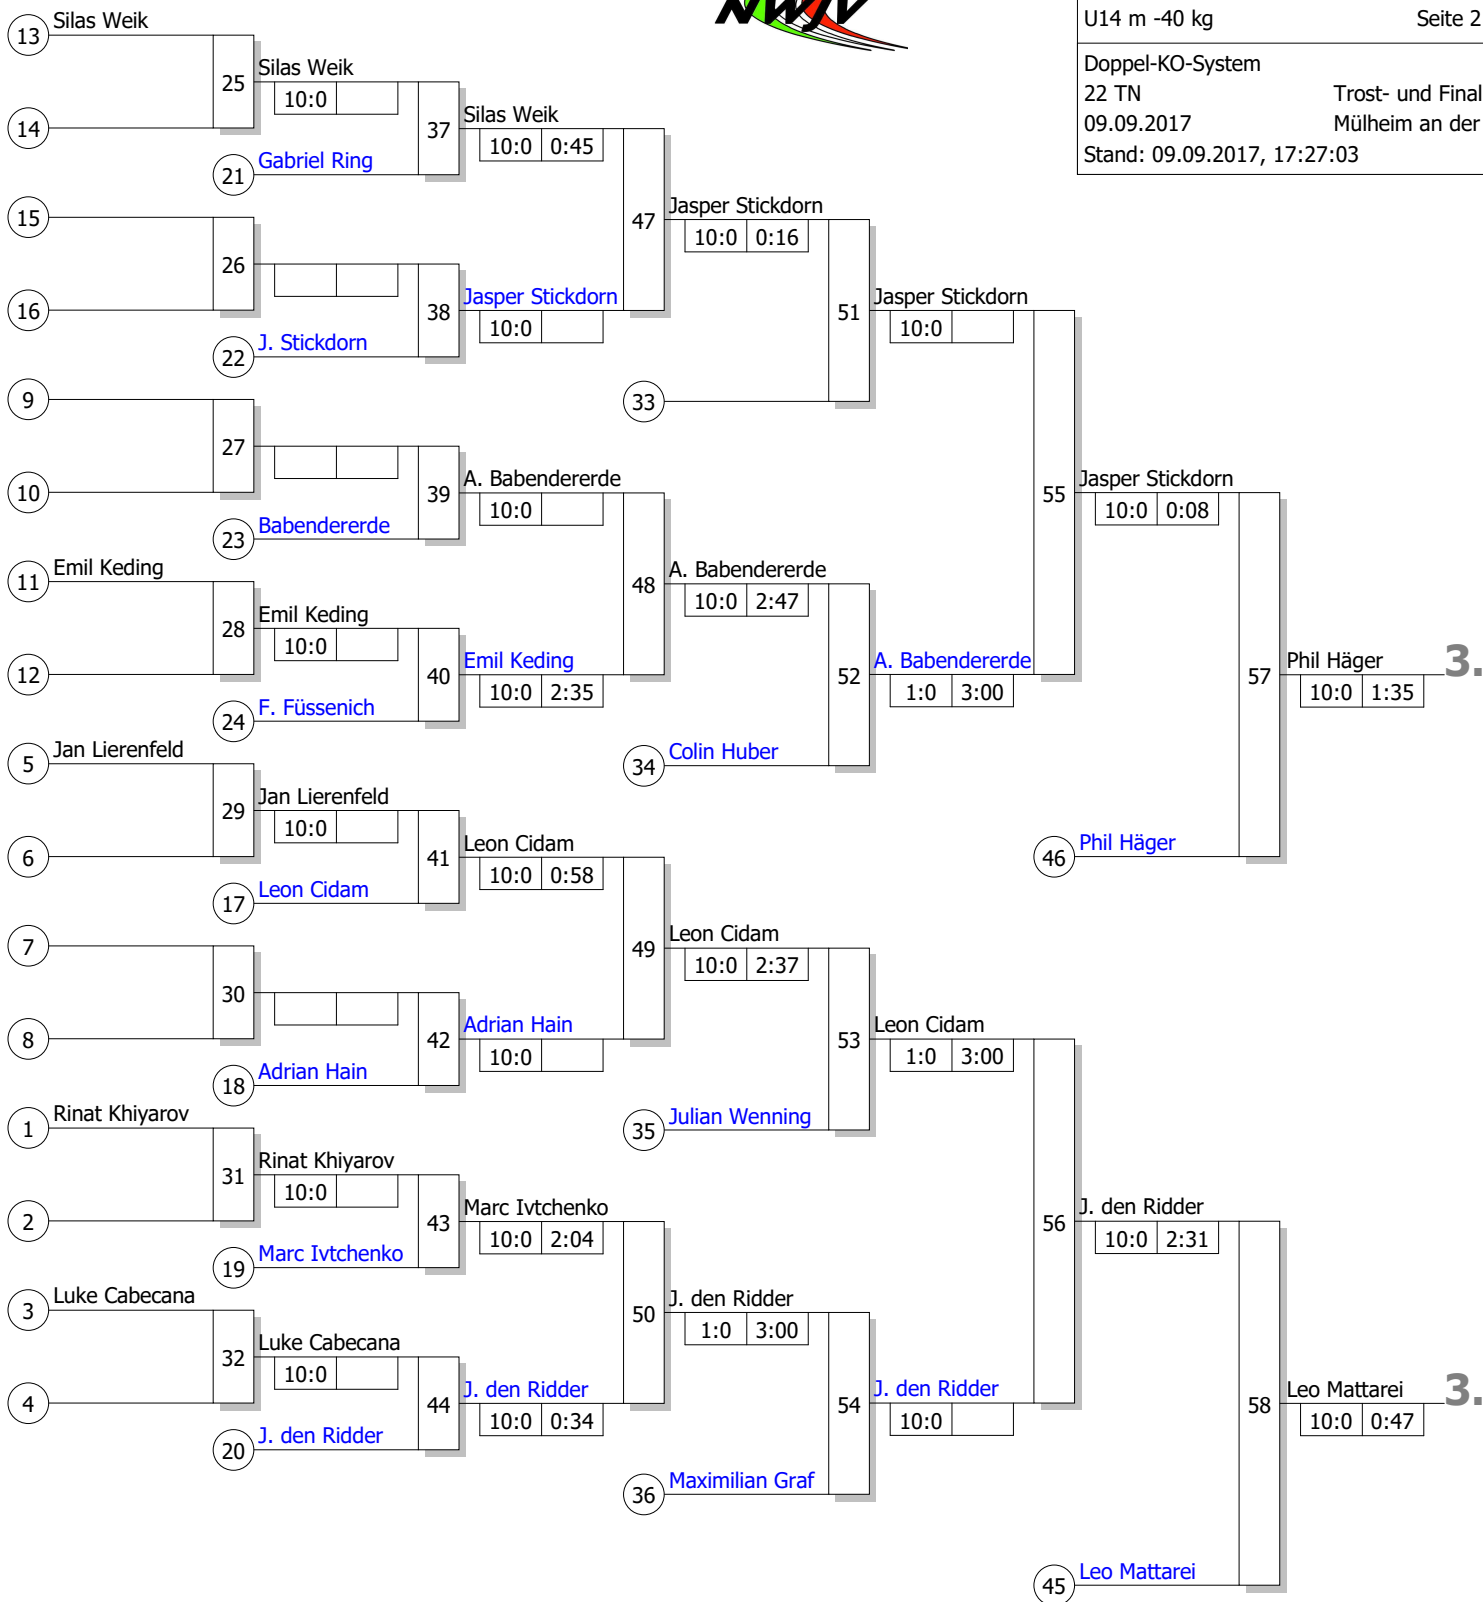 NWJV
U14 m -40 kg Seite 2
Doppel-KO-System
22 TN Trost- und Final
09.09.2017 Mülheim an der
Stand: 09.09.2017, 17:27:03
13 Silas Weik
14
25 Silas Weik
10:0
21 Gabriel Ring
37 Silas Weik
10:0 0:45
15
16
26
22 J. Stickdorn
38 Jasper Stickdorn
10:0
47 Jasper Stickdorn
10:0 0:16
33
51 Jasper Stickdorn
10:0
9
10
27
23 Babendererde
39 A. Babendererde
10:0
11 Emil Keding
12
28 Emil Keding
10:0
24 F. Füssenich
40 Emil Keding
10:0 2:35
48 A. Babendererde
10:0 2:47
34 Colin Huber
52 A. Babendererde
1:0 3:00
55 Jasper Stickdorn
10:0 0:08
46 Phil Häger
57 Phil Häger 3.
10:0 1:35
5 Jan Lierenfeld
6
29 Jan Lierenfeld
10:0
17 Leon Cidam
41 Leon Cidam
10:0 0:58
7
8
30
18 Adrian Hain
42 Adrian Hain
10:0
49 Leon Cidam
10:0 2:37
35 Julian Wenning
53 Leon Cidam
1:0 3:00
1 Rinat Khiyarov
2
31 Rinat Khiyarov
10:0
19 Marc Ivtchenko
43 Marc Ivtchenko
10:0 2:04
3 Luke Cabecana
4
32 Luke Cabecana
10:0
20 J. den Ridder
44 J. den Ridder
10:0 0:34
50 J. den Ridder
1:0 3:00
36 Maximilian Graf
54 J. den Ridder
10:0
56 J. den Ridder
10:0 2:31
45 Leo Mattarei
58 Leo Mattarei 3.
10:0 0:47